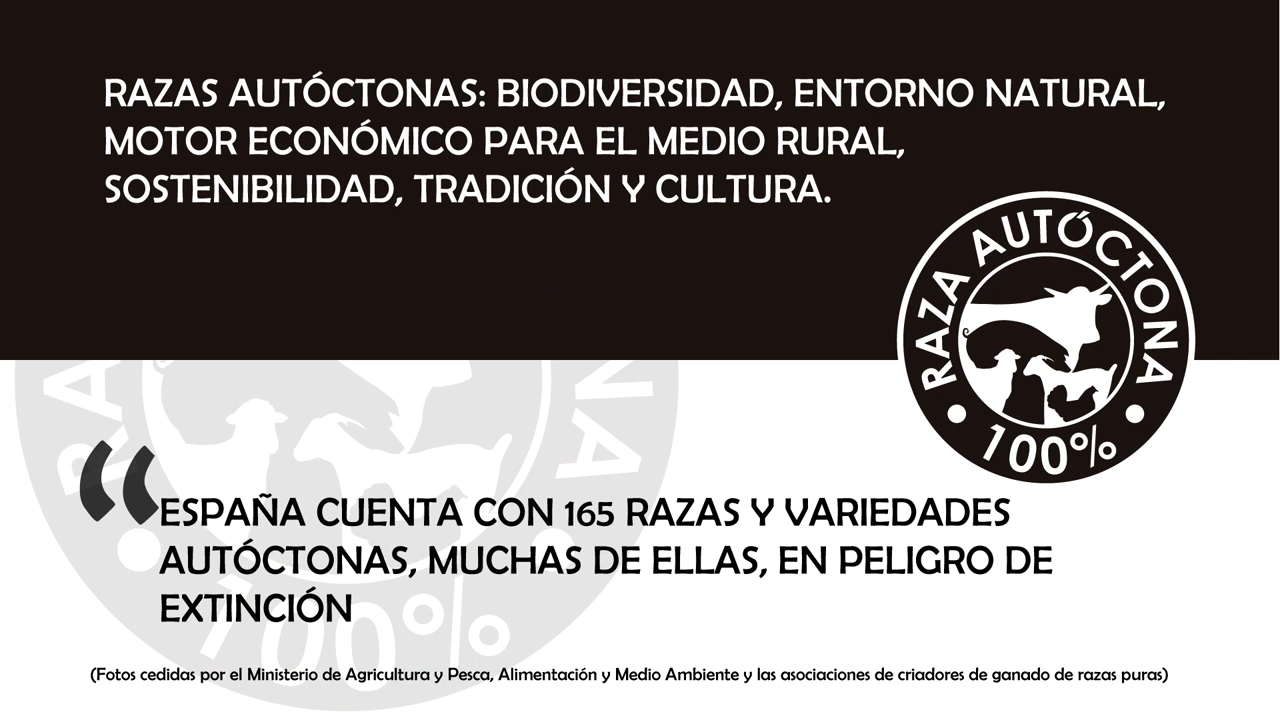 RAZAS AUTÓCTONAS: BIODIVERSIDAD, ENTORNO NATURAL,
MOTOR ECONÓMICO PARA EL MEDIO RURAL,
SOSTENIBILIDAD, TRADICIÓN Y CULTURA.
RAZA AUTÓCTONA
100%
“ESPAÑA CUENTA CON 165 RAZAS Y VARIEDADES
AUTÓCTONAS, MUCHAS DE ELLAS, EN PELIGRO DE
EXTINCIÓN
100%
(Fotos cedidas por el Ministerio de Agricultura y Pesca, Alimentación y Medio Ambiente y las asociaciones de criadores de ganado de razas puras)